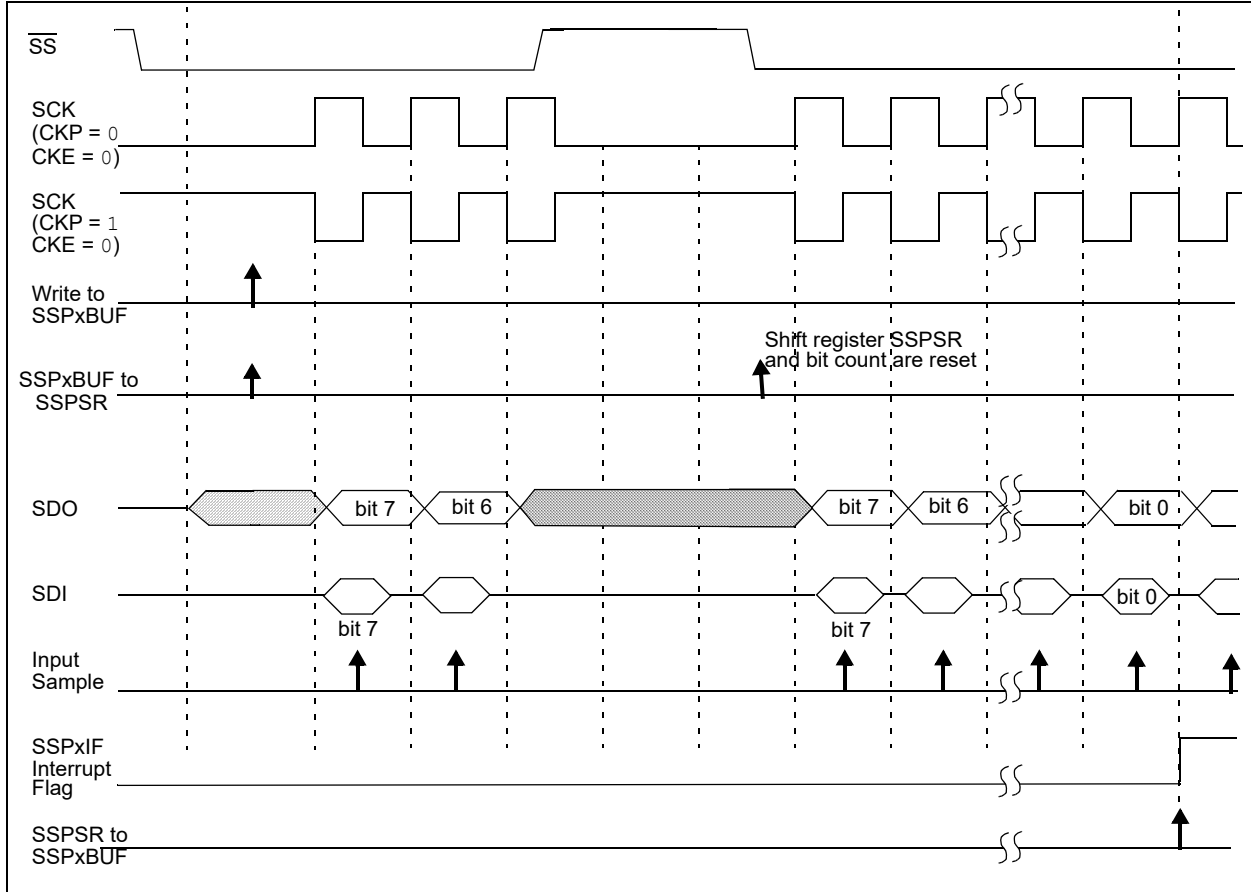 SS
SCK
(CKP = 0
CKE = 0)
SCK
(CKP = 1
CKE = 0)
Write to
SSPxBUF
Shift register SSPSR
and bit count are reset
SSPxBUF to
SSPSR
SDO
bit 7
bit 6
bit 7
bit 6
bit 0
SDI
bit 7
bit 7
bit 0
Input
Sample
SSPxIF
Interrupt
Flag
SSPSR to
SSPxBUF